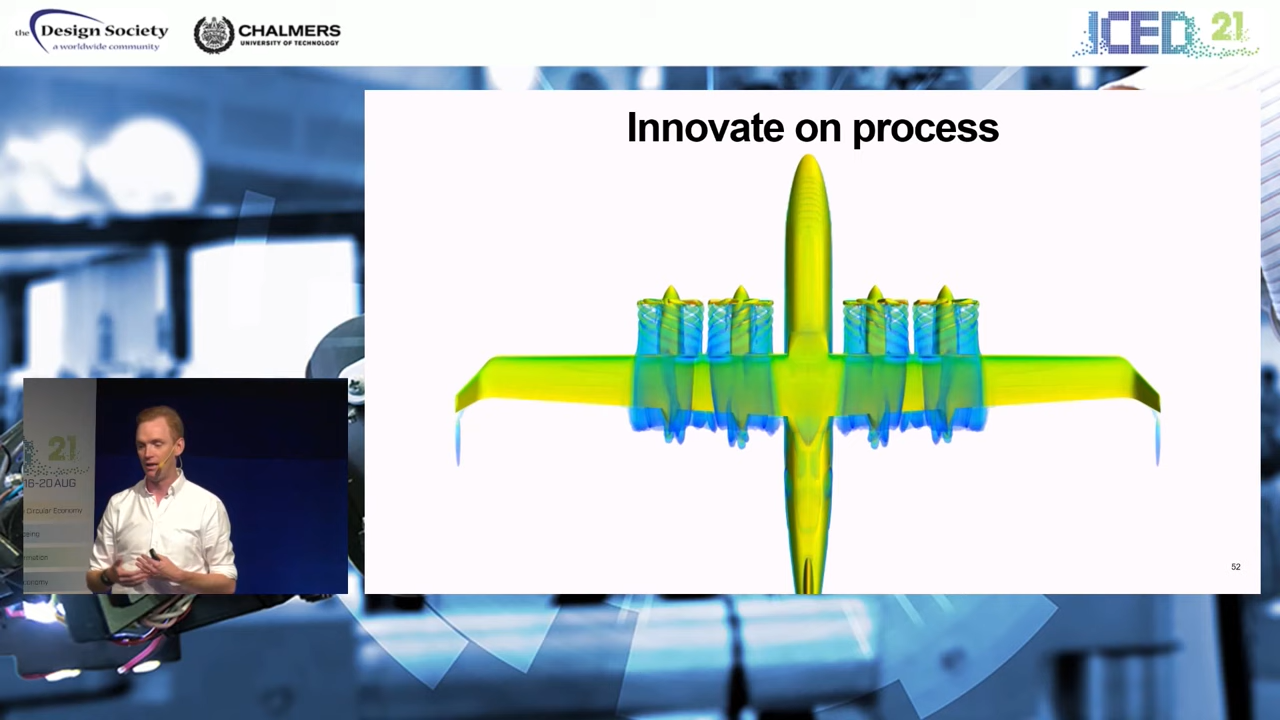 the Design Society
a worldwide community
CHALMERS
UNIVERSITY OF TECHNOLOGY
ICED 21
Innovate on process
52
21
16-20 AUG
Circular Economy